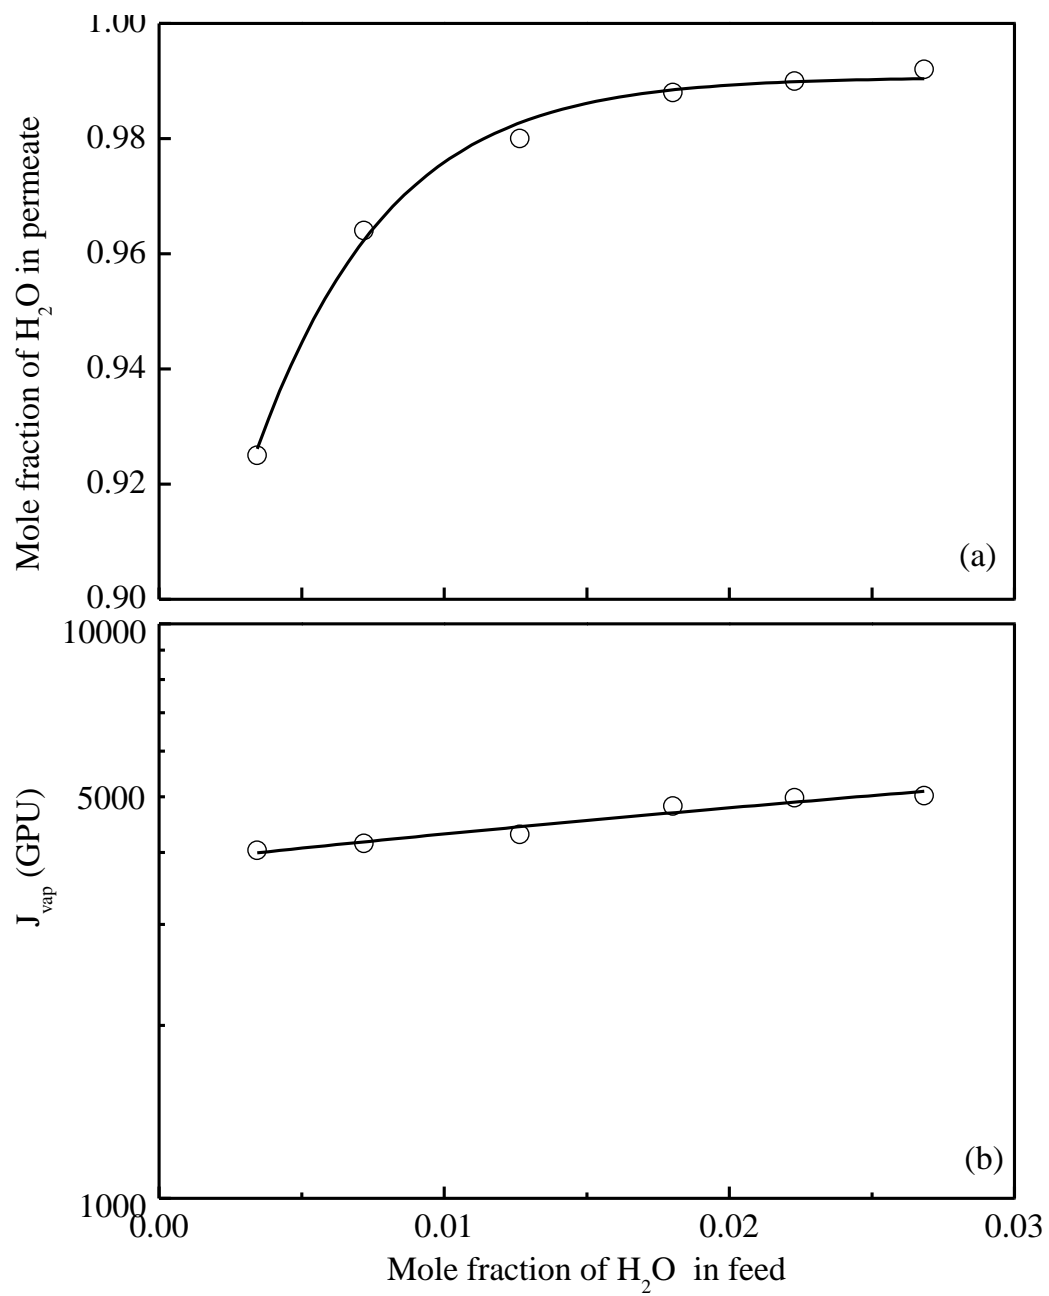 1.00
0.98
0.96
0.94
0.92
0.90
Mole fraction of H₂O in permeate
(a)
10000
5000
1000
J_vap (GPU)
(b)
0.00
0.01
0.02
0.03
Mole fraction of H₂O in feed